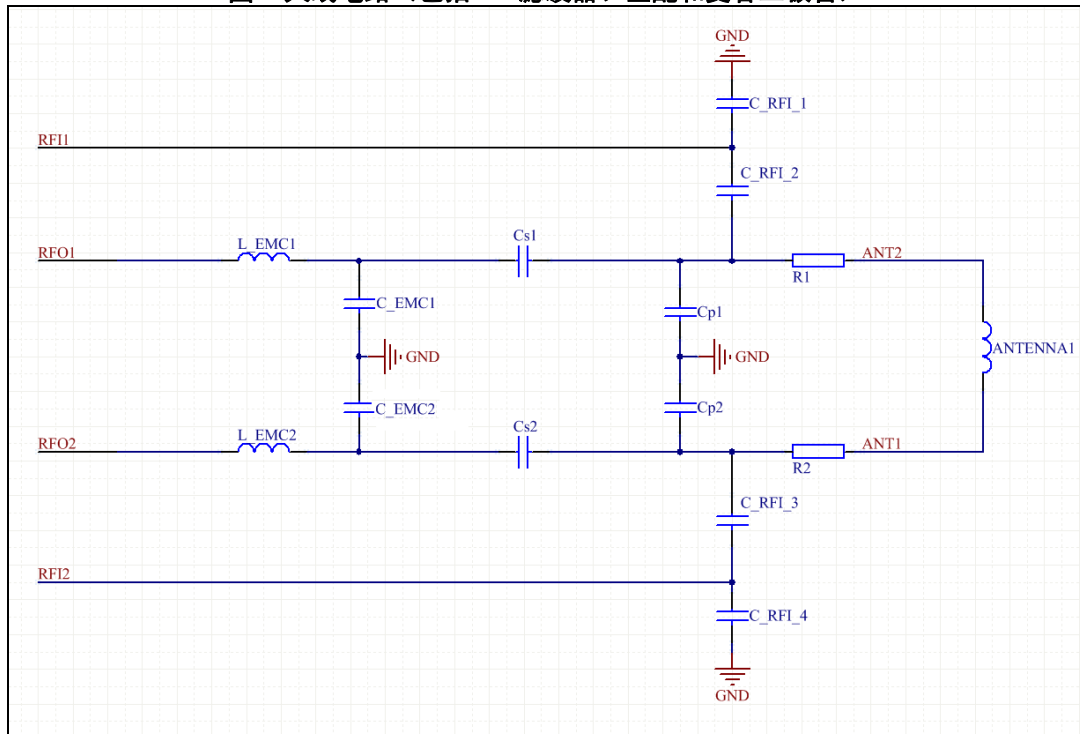 GND
C_RFI_1
RFI1
C_RFI_2
RFO1
L_EMC1
Cs1
ANT2
R1
C_EMC1
Cp1
GND
GND
ANTENNA1
C_EMC2
Cp2
RFO2
L_EMC2
Cs2
ANT1
R2
C_RFI_3
RFI2
C_RFI_4
GND